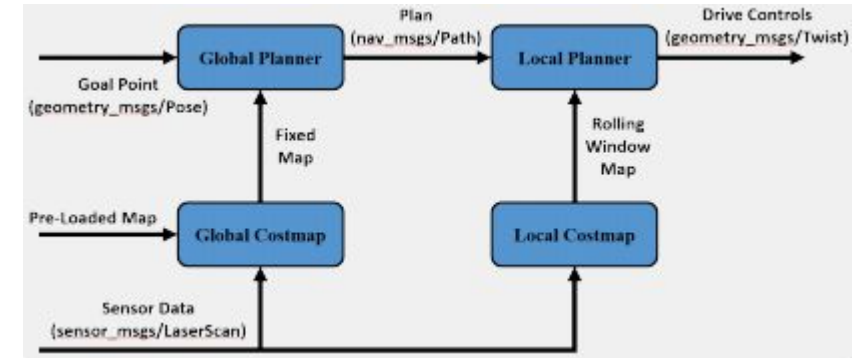 Plan
(nav_msgs/Path)
Drive Controls
(geometry_msgs/Twist)
Global Planner
Local Planner
Goal Point
(geometry_msgs/Pose)
Fixed
Map
Rolling
Window
Map
Pre-Loaded Map
Global Costmap
Local Costmap
Sensor Data
(sensor_msgs/LaserScan)